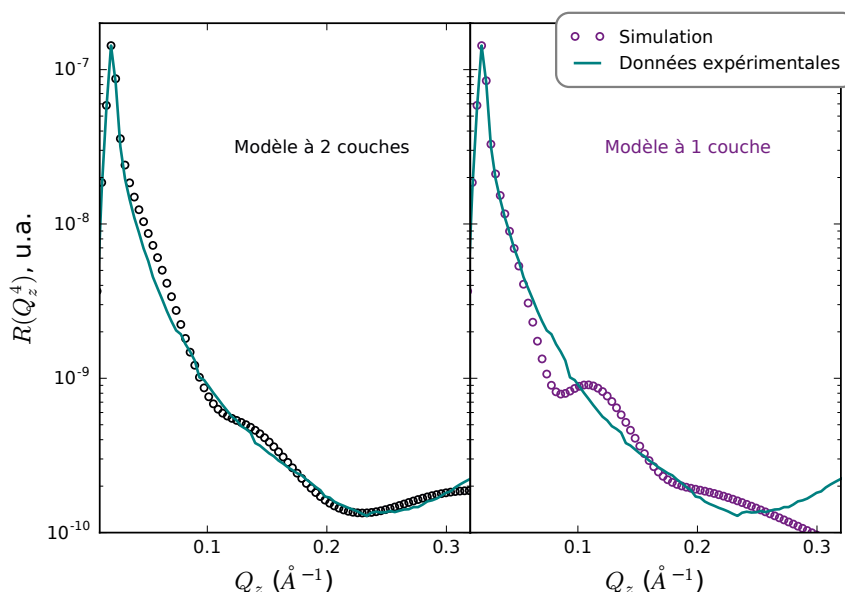 Simulation
Données expérimentales
Modèle à 2 couches
Modèle à 1 couche
R(Q_z^4), u.a.
10^-7
10^-8
10^-9
10^-10
0.1
0.2
0.3
0.1
0.2
0.3
Q_z (Å^-1)
Q_z (Å^-1)